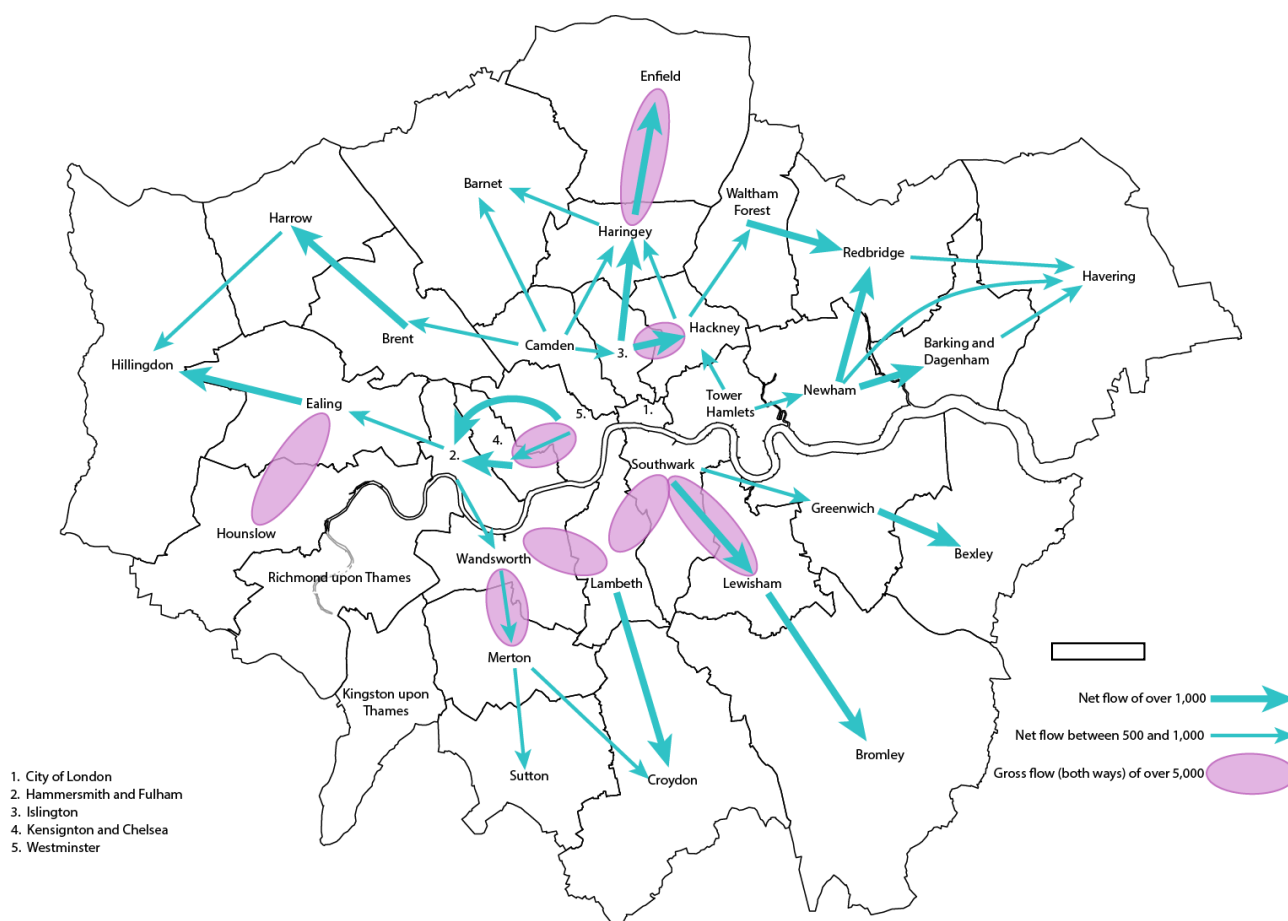 Enfield
Barnet
Waltham
Forest
Harrow
Haringey
Redbridge
Havering
Hackney
Brent
Camden
3.
Barking and
Dagenham
Hillingdon
Newham
Tower
Hamlets
Ealing
1.
5.
4.
2.
Southwark
Greenwich
Hounslow
Bexley
Wandsworth
Richmond upon Thames
Lambeth
Lewisham
Merton
Kingston upon
Thames
Sutton
Croydon
Bromley
Net flow of over 1,000
Net flow between 500 and 1,000
Gross flow (both ways) of over 5,000
1. City of London
2. Hammersmith and Fulham
3. Islington
4. Kensignton and Chelsea
5. Westminster